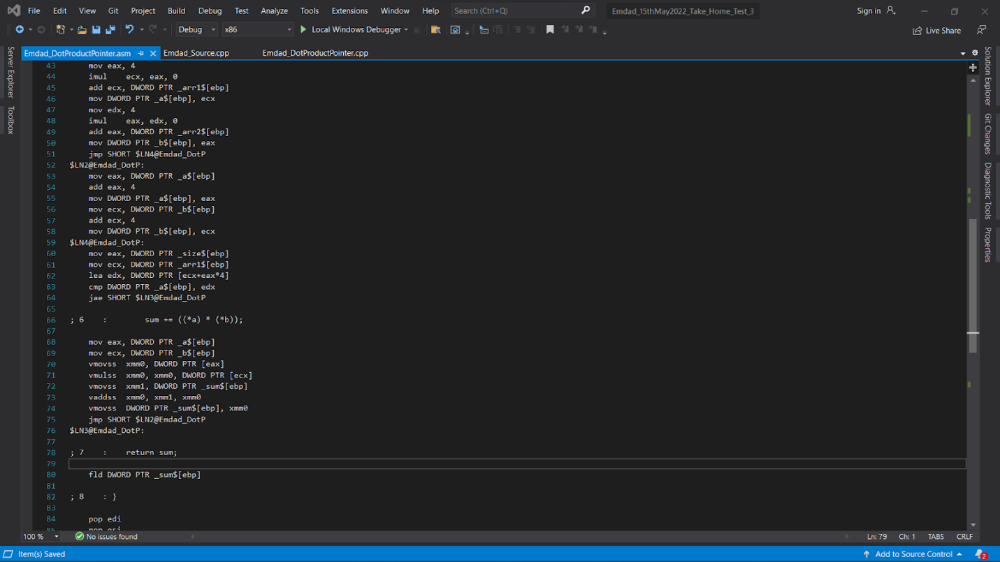 File Edit View Git Project Build Debug Test Analyze Tools Extensions Window Help Search (Ctrl+Q) Emdad_15thMay2022_Take_Home_Test_3 Sign in
Debug x86 Local Windows Debugger Live Share
Emdad_DotProductPointer.asm Emdad_Source.cpp Emdad_DotProductPointer.cpp
Server Explorer
Toolbox
43 mov eax, 4
44 imul ecx, eax, 0
45 add ecx, DWORD PTR _arr1$[ebp]
46 mov DWORD PTR _a$[ebp], ecx
47 mov edx, 4
48 imul eax, edx, 0
49 add eax, DWORD PTR _arr2$[ebp]
50 mov DWORD PTR _b$[ebp], eax
51 jmp SHORT $LN4@Emdad_DotP
52 $LN2@Emdad_DotP:
53 mov eax, DWORD PTR _a$[ebp]
54 add eax, 4
55 mov DWORD PTR _a$[ebp], eax
56 mov ecx, DWORD PTR _b$[ebp]
57 add ecx, 4
58 mov DWORD PTR _b$[ebp], ecx
59 $LN4@Emdad_DotP:
60 mov eax, DWORD PTR _size$[ebp]
61 mov ecx, DWORD PTR _arr1$[ebp]
62 lea edx, DWORD PTR [ecx+eax*4]
63 cmp DWORD PTR _a$[ebp], edx
64 jae SHORT $LN3@Emdad_DotP
65
66 ; 6 : sum += ((*a) * (*b));
67
68 mov eax, DWORD PTR _a$[ebp]
69 mov ecx, DWORD PTR _b$[ebp]
70 vmovss xmm0, DWORD PTR [eax]
71 vmulss xmm0, xmm0, DWORD PTR [ecx]
72 vmovss xmm1, DWORD PTR _sum$[ebp]
73 vaddss xmm0, xmm1, xmm0
74 vmovss DWORD PTR _sum$[ebp], xmm0
75 jmp SHORT $LN2@Emdad_DotP
76 $LN3@Emdad_DotP:
77
78 ; 7 : return sum;
79
80 fld DWORD PTR _sum$[ebp]
81
82 ; 8 : }
83
84 pop edi
Solution Explorer
Git Changes
Diagnostic Tools
Properties
100 % No issues found Ln: 79 Ch: 1 TABS CRLF
Item(s) Saved Add to Source Control 2